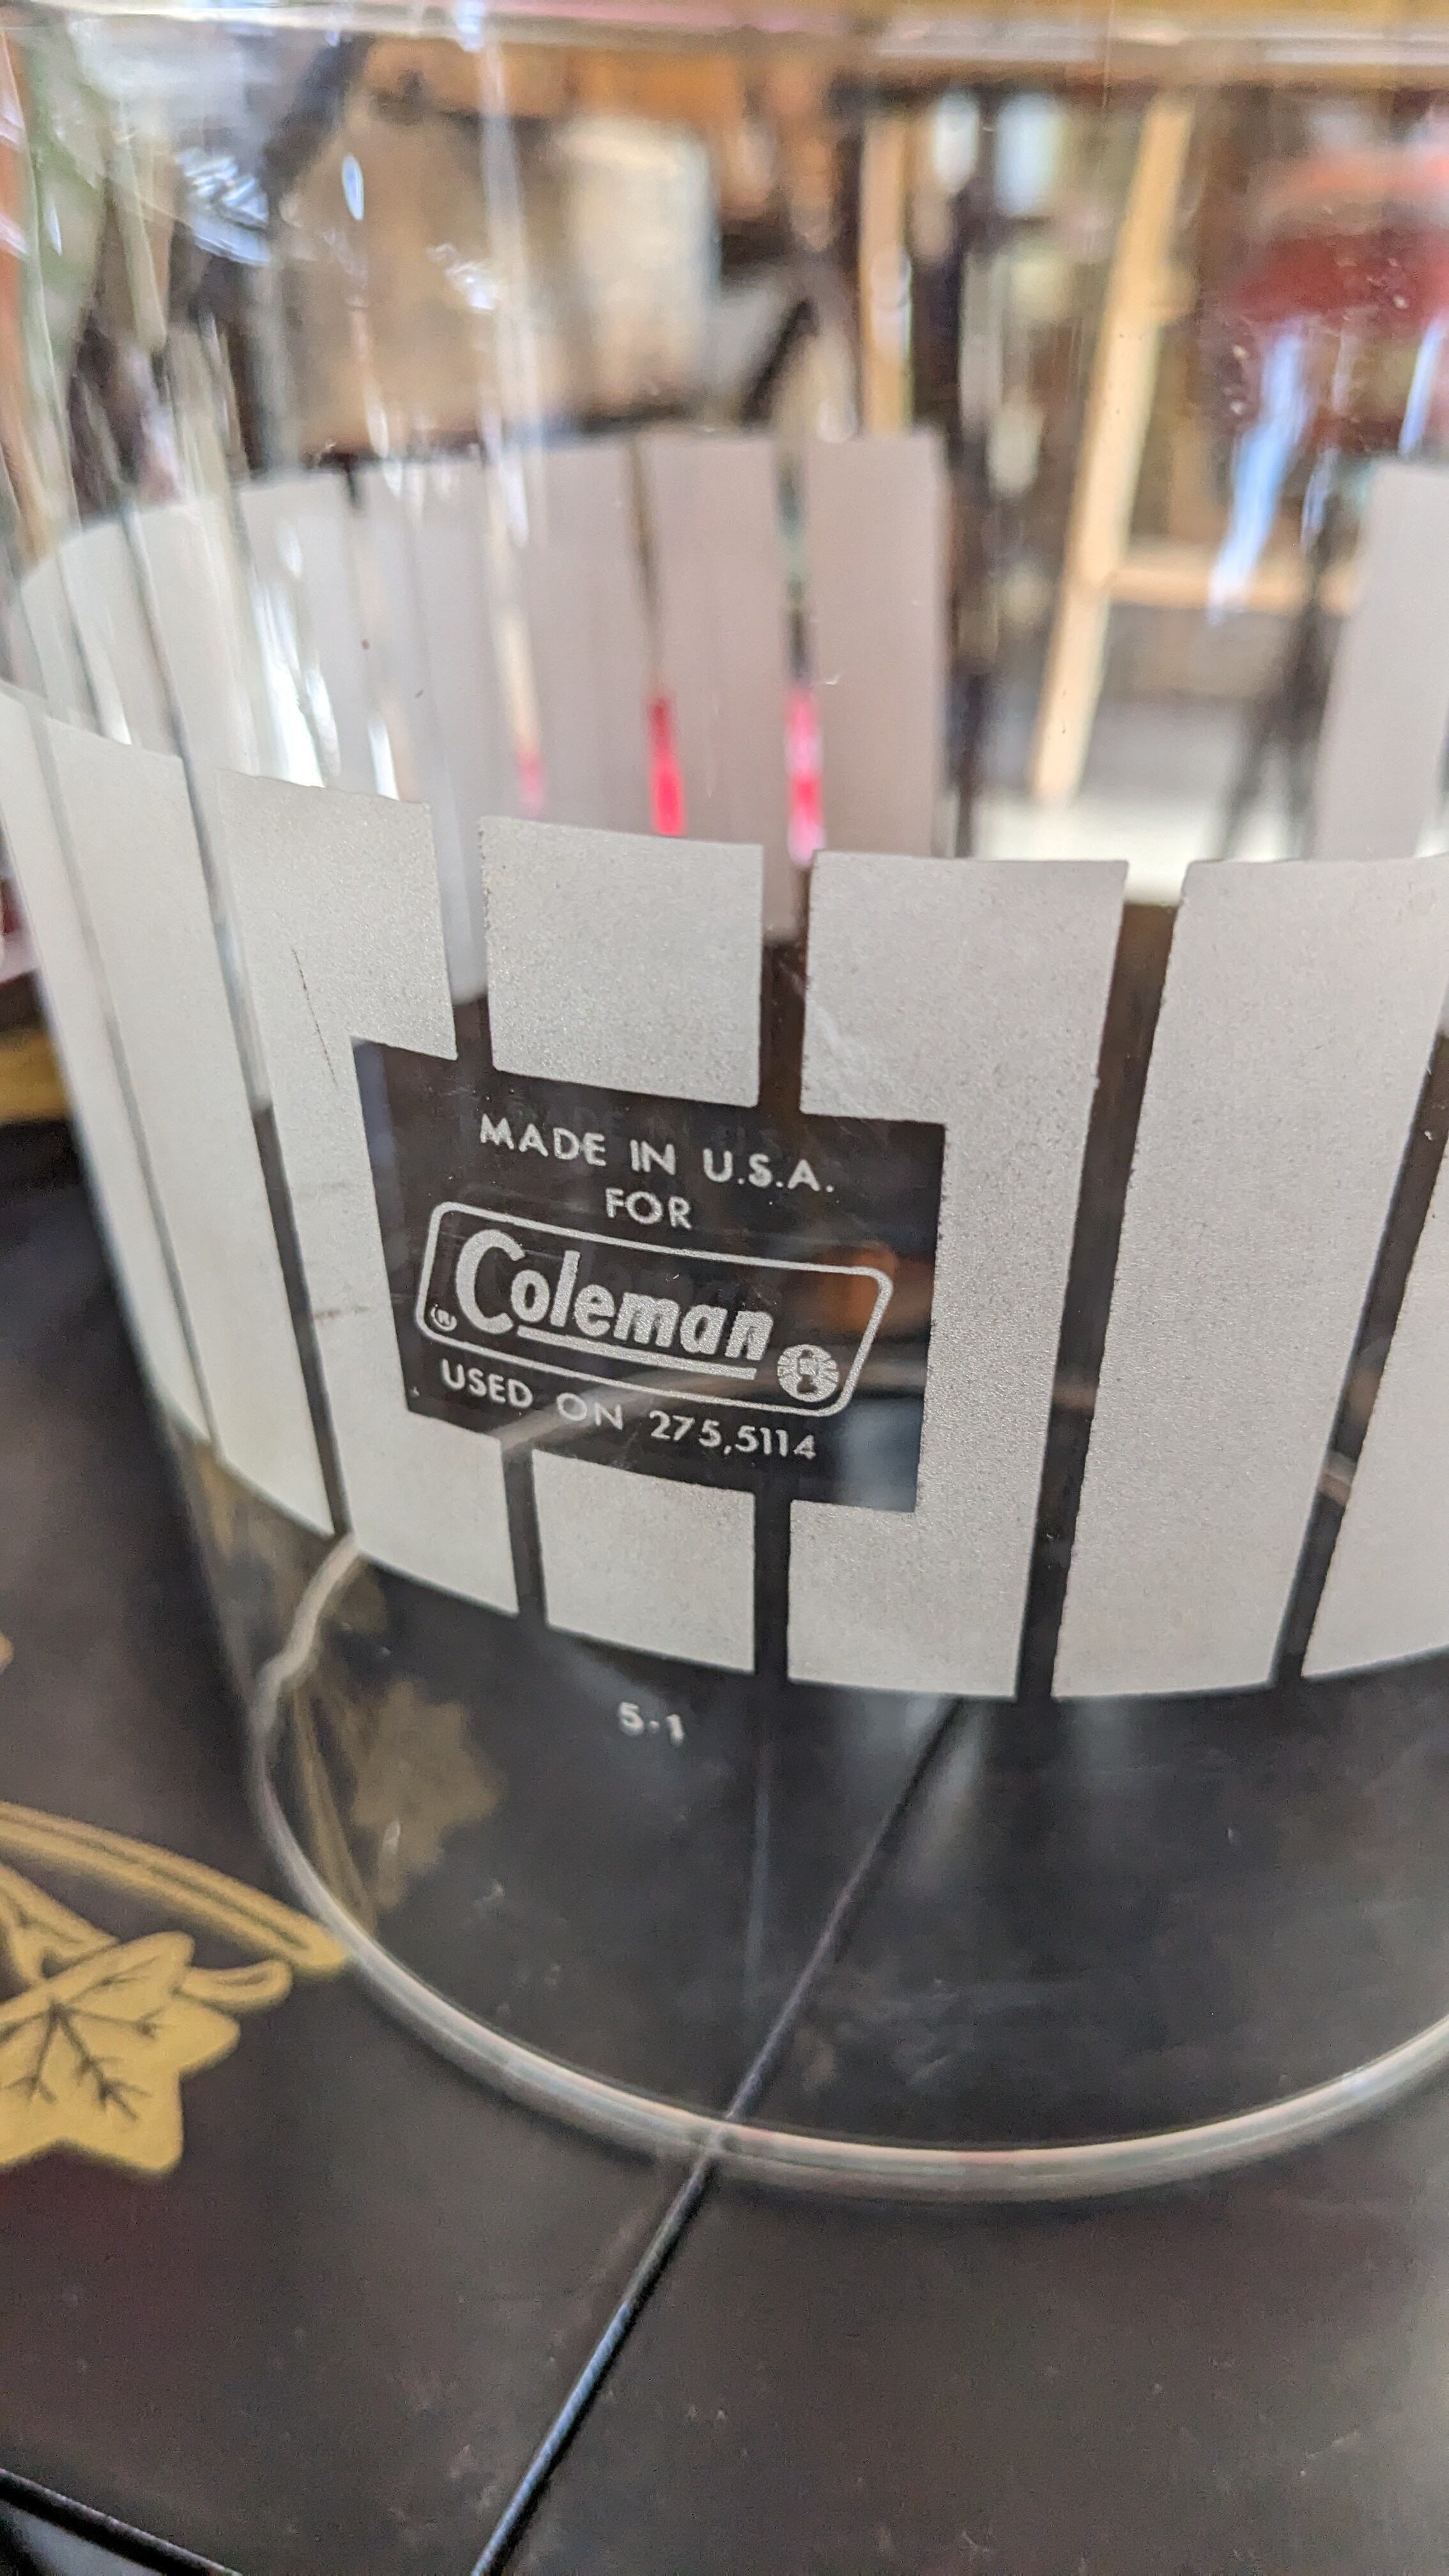 MADE IN U.S.A.
FOR
Coleman
®
USED ON 275,5114
5-1